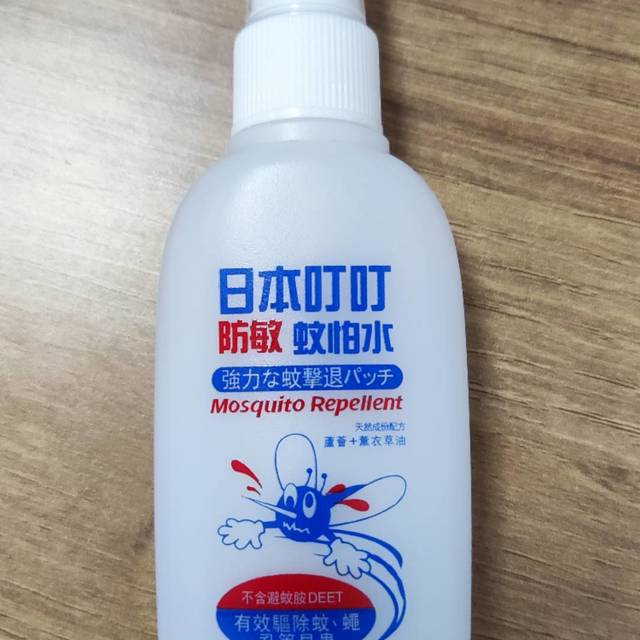 日本叮叮
防敏 蚊怕水
強力な蚊撃退パッチ
Mosquito Repellent
天然成份配方
蘆薈+薰衣草油
不含避蚊胺DEET
有效驅除蚊、蠅